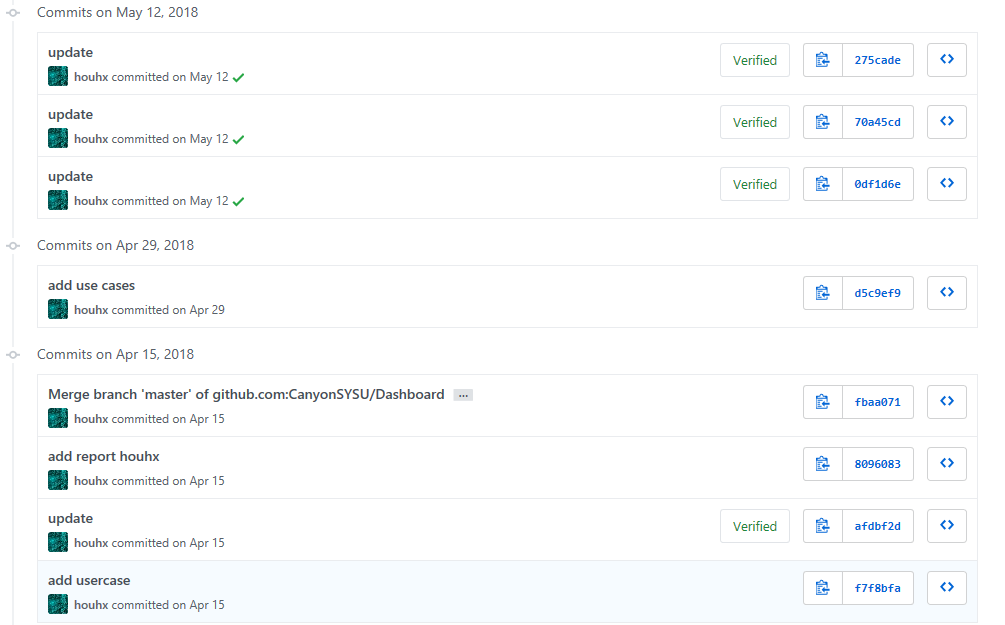 Commits on May 12, 2018
update
houhx committed on May 12
Verified
275cade
update
houhx committed on May 12
Verified
70a45cd
update
houhx committed on May 12
Verified
0df1d6e
Commits on Apr 29, 2018
add use cases
houhx committed on Apr 29
d5c9ef9
Commits on Apr 15, 2018
Merge branch 'master' of github.com:CanyonSYSU/Dashboard ...
houhx committed on Apr 15
fbaa071
add report houhx
houhx committed on Apr 15
8096083
update
houhx committed on Apr 15
Verified
afdbf2d
add usercase
houhx committed on Apr 15
f7f8bfa